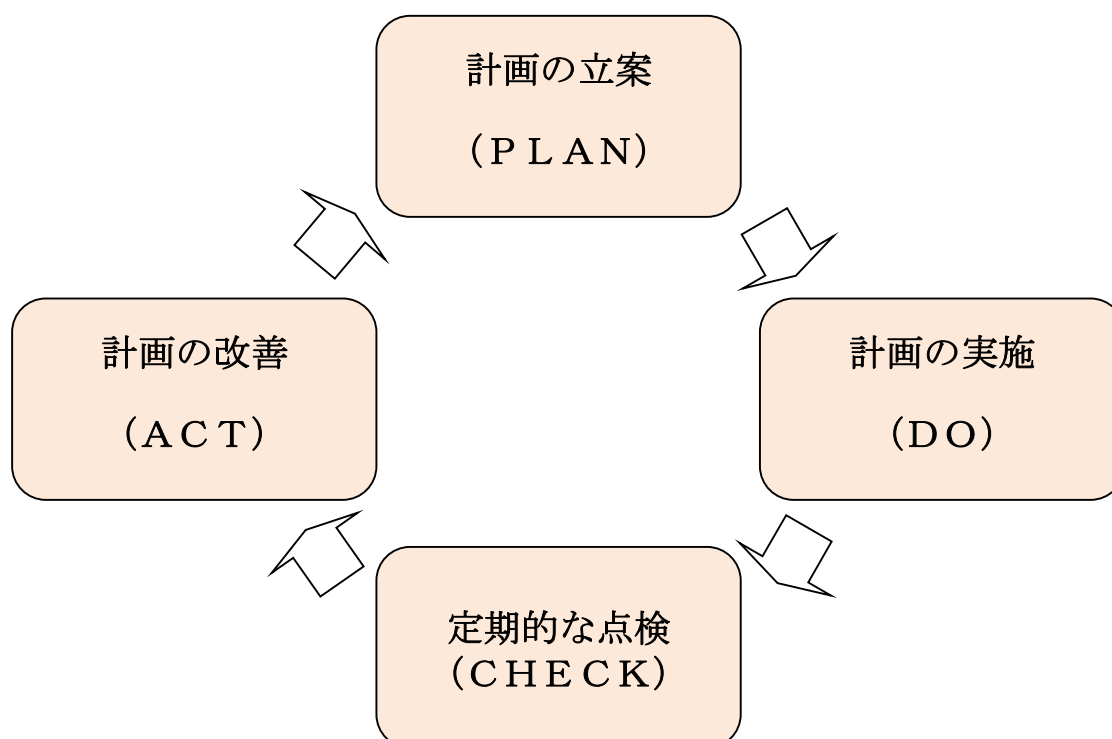 計画の立案
（ＰＬＡＮ）
計画の改善
（ＡＣＴ）
計画の実施
（ＤＯ）
定期的な点検
（ＣＨＥＣＫ）